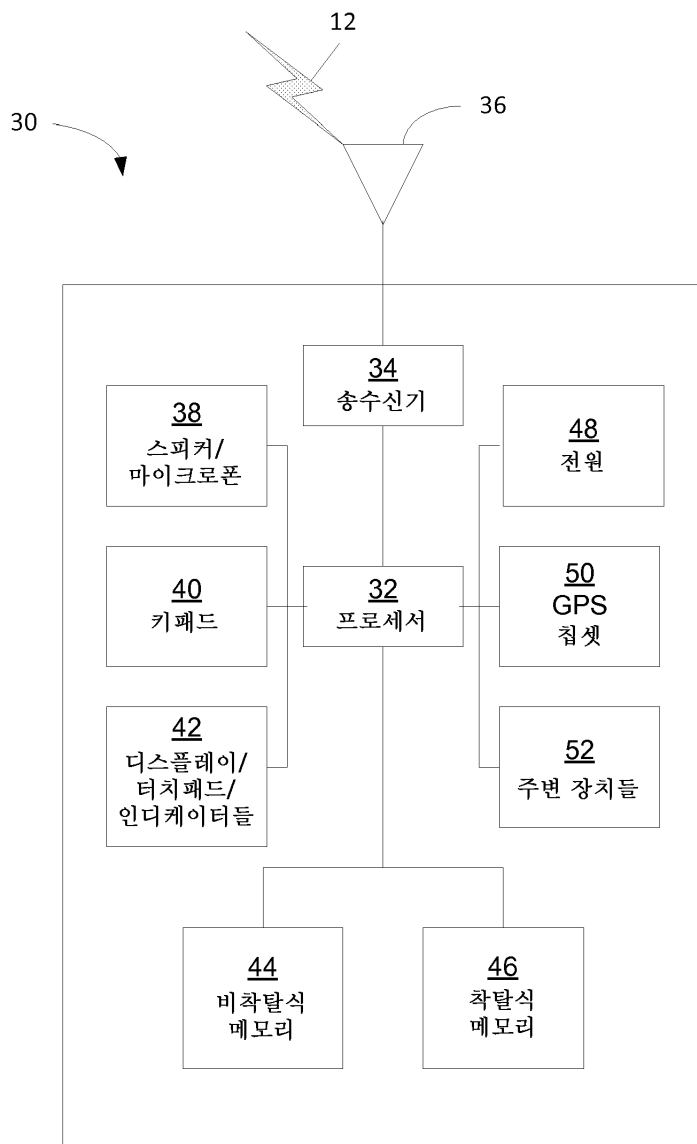 12
30
36
34
송수신기
38
스피커/
마이크로폰
48
전원
40
키패드
32
프로세서
50
GPS
칩셋
42
디스플레이/
터치패드/
인디케이터들
52
주변 장치들
44
비착탈식
메모리
46
착탈식
메모리